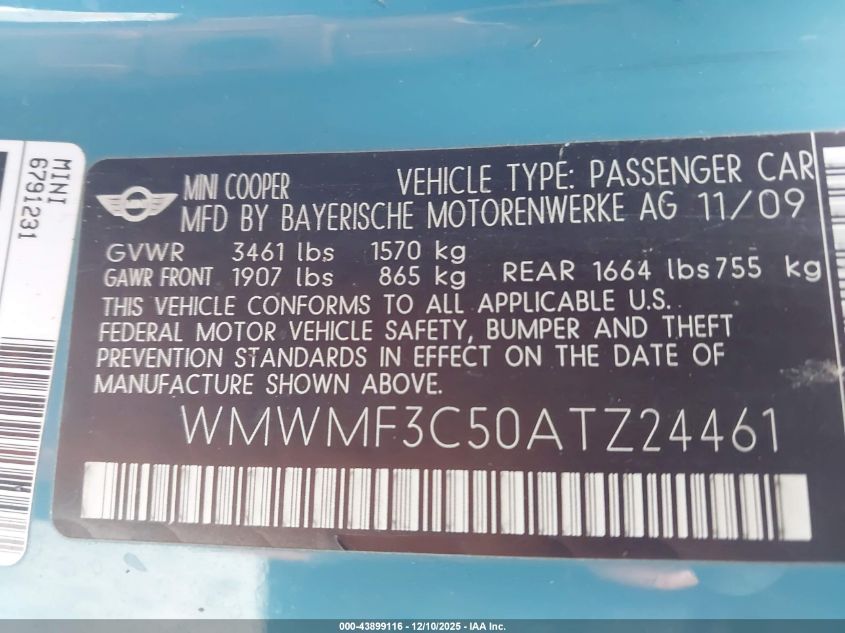 MINI
6791231
MINI COOPER VEHICLE TYPE: PASSENGER CAR
MFD BY BAYERISCHE MOTORENWERKE AG 11/09
GVWR 3461 lbs 1570 kg
GAWR FRONT 1907 lbs 865 kg REAR 1664 lbs 755 kg
THIS VEHICLE CONFORMS TO ALL APPLICABLE U.S.
FEDERAL MOTOR VEHICLE SAFETY, BUMPER AND THEFT
PREVENTION STANDARDS IN EFFECT ON THE DATE OF
MANUFACTURE SHOWN ABOVE.
WMWMF3C50ATZ24461
000-43899116 - 12/10/2025 - IAA Inc.